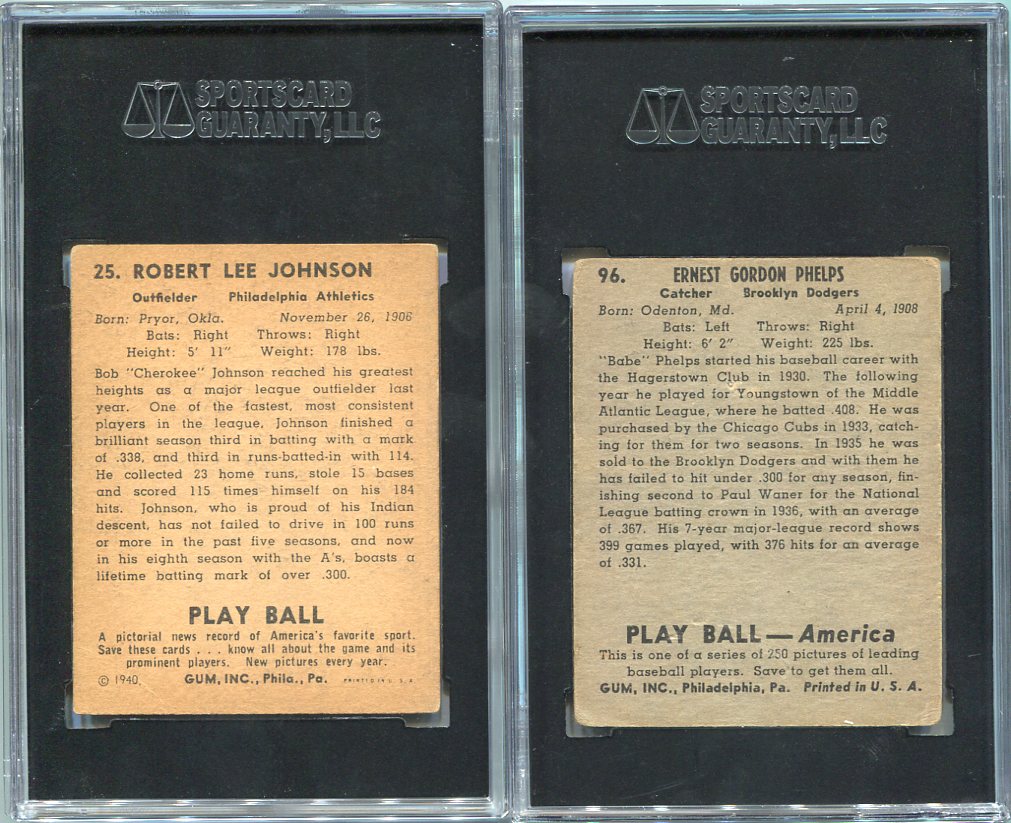 SPORTSCARD
GUARANTY, LLC
25. ROBERT LEE JOHNSON
Outfielder Philadelphia Athletics
Born: Pryor, Okla. November 26, 1906
Bats: Right Throws: Right
Height: 5' 11" Weight: 178 lbs.
Bob "Cherokee" Johnson reached his greatest
heights as a major league outfielder last
year. One of the fastest, most consistent
players in the league, Johnson finished a
brilliant season third in batting with a mark
of .338, and third in runs-batted-in with 114.
He collected 23 home runs, stole 15 bases
and scored 115 times himself on his 184
hits. Johnson, who is proud of his Indian
descent, has not failed to drive in 100 runs
or more in the past five seasons, and now
in his eighth season with the A's, boasts a
lifetime batting mark of over .300.
PLAY BALL
A pictorial news record of America's favorite sport.
Save these cards . . . know all about the game and its
prominent players. New pictures every year.
© 1940. GUM, INC., Phila., Pa. PRINTED IN U. S. A.
SPORTSCARD
GUARANTY, LLC
96. ERNEST GORDON PHELPS
Catcher Brooklyn Dodgers
Born: Odenton, Md. April 4, 1908
Bats: Left Throws: Right
Height: 6' 2" Weight: 225 lbs.
"Babe" Phelps started his baseball career with
the Hagerstown Club in 1930. The following
year he played for Youngstown of the Middle
Atlantic League, where he batted .408. He was
purchased by the Chicago Cubs in 1933, catch-
ing for them for two seasons. In 1935 he was
sold to the Brooklyn Dodgers and with them he
has failed to hit under .300 for any season, fin-
ishing second to Paul Waner for the National
League batting crown in 1936, with an average
of .367. His 7-year major-league record shows
399 games played, with 376 hits for an average
of .331.
PLAY BALL — America
This is one of a series of 250 pictures of leading
baseball players. Save to get them all.
GUM, INC., Philadelphia, Pa. Printed in U. S. A.